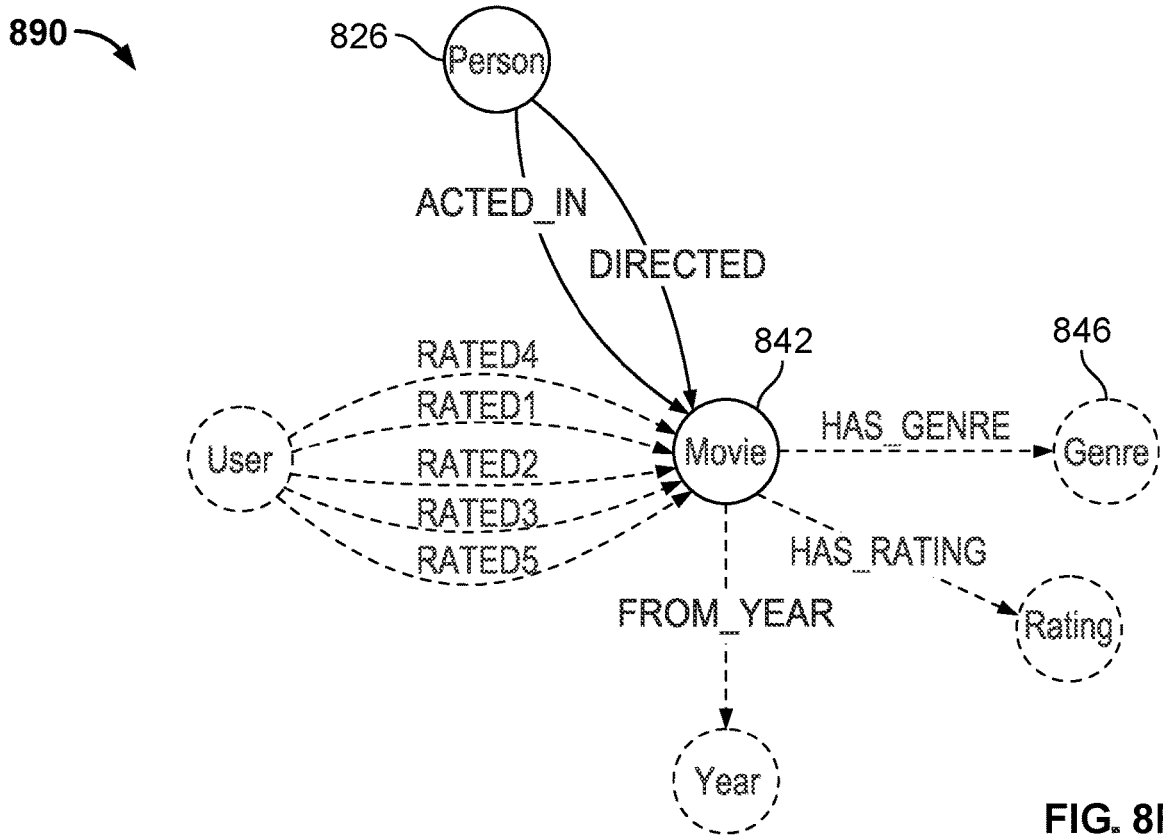 890
826
Person
ACTED_IN
DIRECTED
842
846
RATED4
RATED1
User
RATED2
RATED3
RATED5
Movie
HAS_GENRE
Genre
HAS_RATING
Rating
FROM_YEAR
Year
FIG. 8